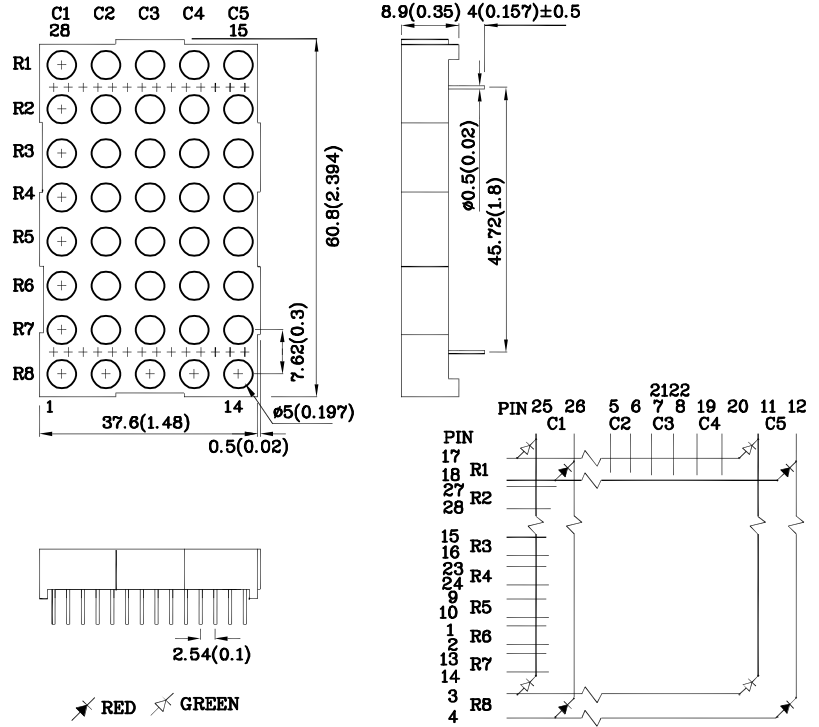 C1 C2 C3 C4 C5
28 15
R1
R2
R3
R4
R5
R6
R7
R8
1 14
37.6(1.48)
0.5(0.02)
ø5(0.197)
7.62(0.3)
60.8(2.394)
8.9(0.35) 4(0.157)±0.5
ø0.5(0.02)
45.72(1.8)
2.54(0.1)
RED GREEN
2122
PIN 25 26 5 6 7 8 19 20 11 12
C1 C2 C3 C4 C5
PIN
17
R1
18
27
R2
28
15
R3
16
23
R4
24
9
R5
10
1
R6
2
13
R7
14
3
R8
4